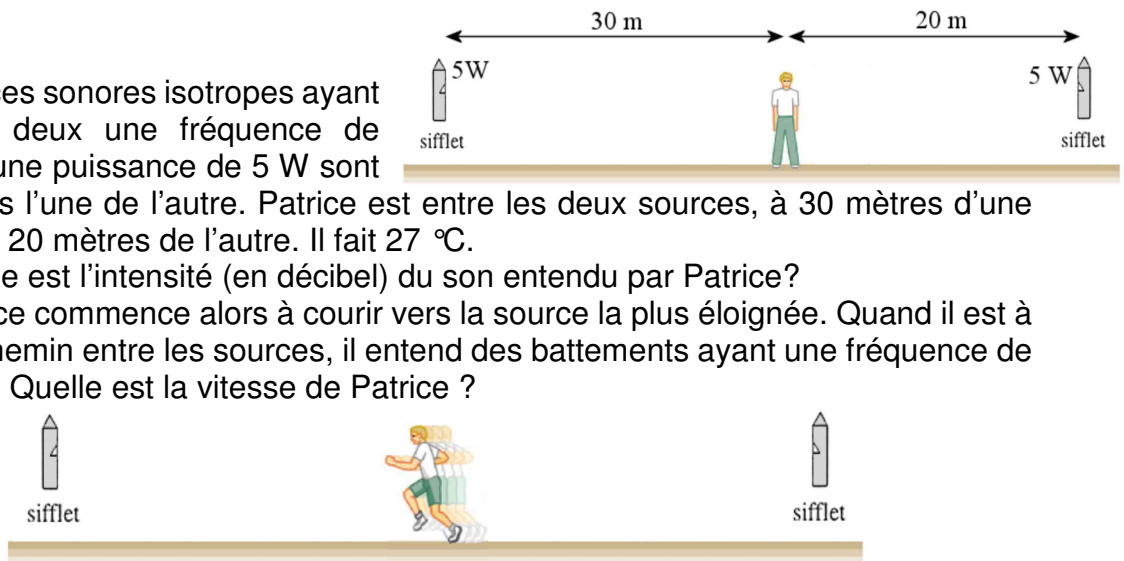 30 m
20 m
5W
5 W
sifflet
sifflet
ces sonores isotropes ayant
deux une fréquence de
une puissance de 5 W sont
s l’une de l’autre. Patrice est entre les deux sources, à 30 mètres d’une
20 mètres de l’autre. Il fait 27 °C.
e est l’intensité (en décibel) du son entendu par Patrice?
ce commence alors à courir vers la source la plus éloignée. Quand il est à
hemin entre les sources, il entend des battements ayant une fréquence de
Quelle est la vitesse de Patrice ?
sifflet
sifflet